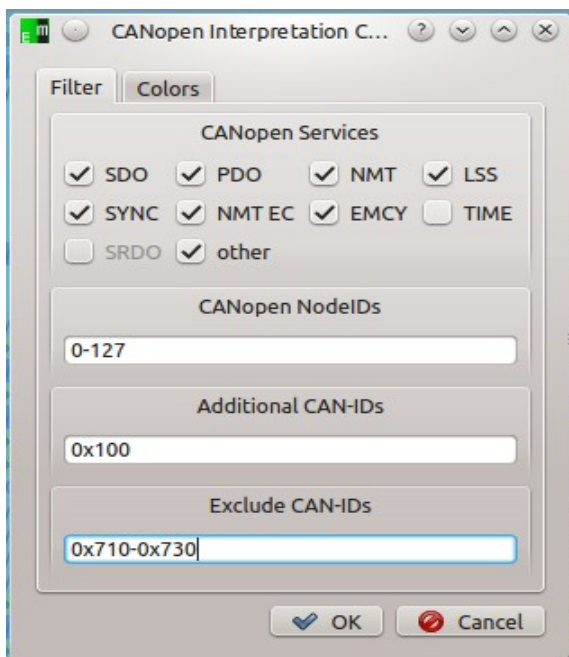 CANopen Interpretation C...
Filter Colors
CANopen Services
SDO PDO NMT LSS
SYNC NMT EC EMCY TIME
SRDO other
CANopen NodeIDs
0-127
Additional CAN-IDs
0x100
Exclude CAN-IDs
0x710-0x730
OK Cancel